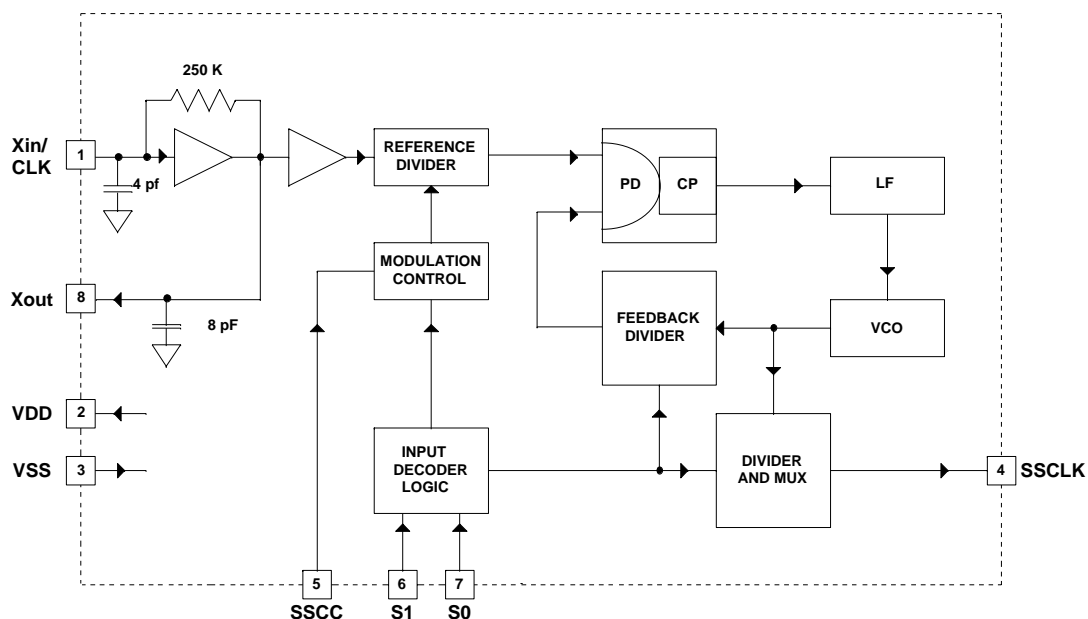 250 K
Xin/
CLK
1
4 pf
REFERENCE
DIVIDER
PD
CP
LF
MODULATION
CONTROL
Xout
8
8 pF
FEEDBACK
DIVIDER
VCO
VDD
2
VSS
3
INPUT
DECODER
LOGIC
DIVIDER
AND MUX
4
SSCLK
5
6
7
SSCC
S1
S0